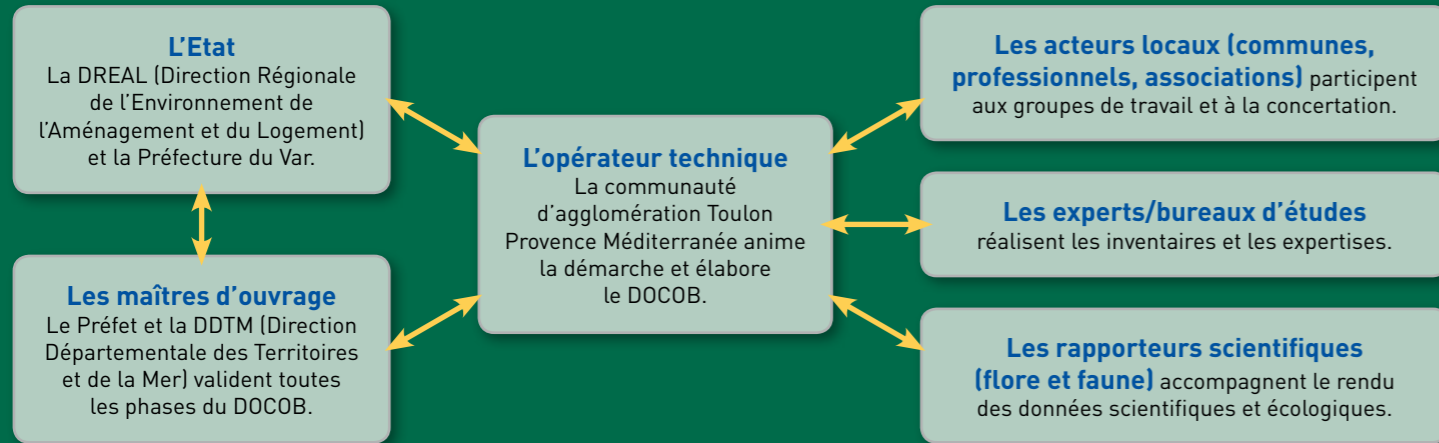 L'Etat
La DREAL (Direction Régionale
de l'Environnement de
l'Aménagement et du Logement)
et la Préfecture du Var.
Les maîtres d'ouvrage
Le Préfet et la DDTM (Direction
Départementale des Territoires
et de la Mer) valident toutes
les phases du DOCOB.
L'opérateur technique
La communauté
d'agglomération Toulon
Provence Méditerranée anime
la démarche et élabore
le DOCOB.
Les acteurs locaux (communes,
professionnels, associations) participent
aux groupes de travail et à la concertation.
Les experts/bureaux d'études
réalisent les inventaires et les expertises.
Les rapporteurs scientifiques
(flore et faune) accompagnent le rendu
des données scientifiques et écologiques.